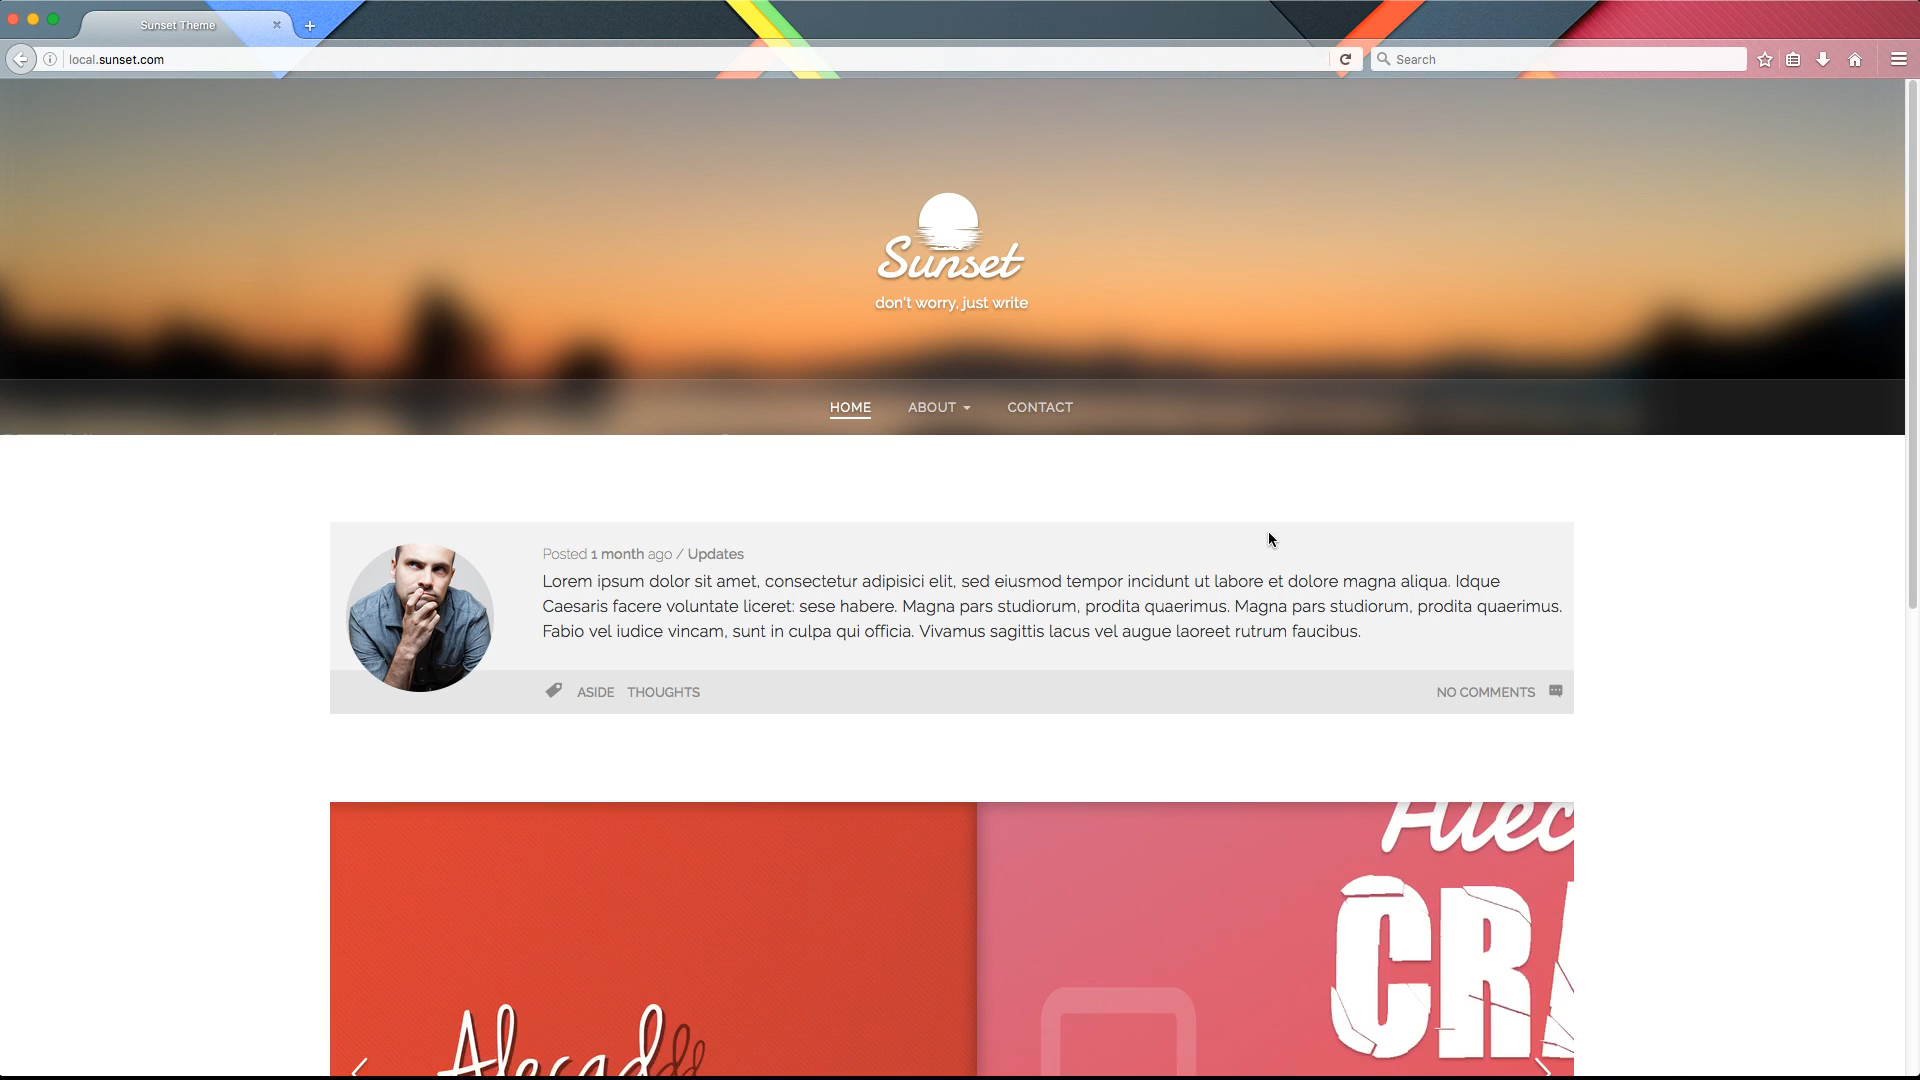 Sunset Theme
local.sunset.com
Search
Sunset
don't worry, just write
HOME
ABOUT
CONTACT
Posted 1 month ago / Updates
Lorem ipsum dolor sit amet, consectetur adipisici elit, sed eiusmod tempor incidunt ut labore et dolore magna aliqua. Idque
Caesaris facere voluntate liceret: sese habere. Magna pars studiorum, prodita quaerimus. Magna pars studiorum, prodita quaerimus.
Fabio vel iudice vincam, sunt in culpa qui officia. Vivamus sagittis lacus vel augue laoreet rutrum faucibus.
ASIDE THOUGHTS
NO COMMENTS
Alecadd